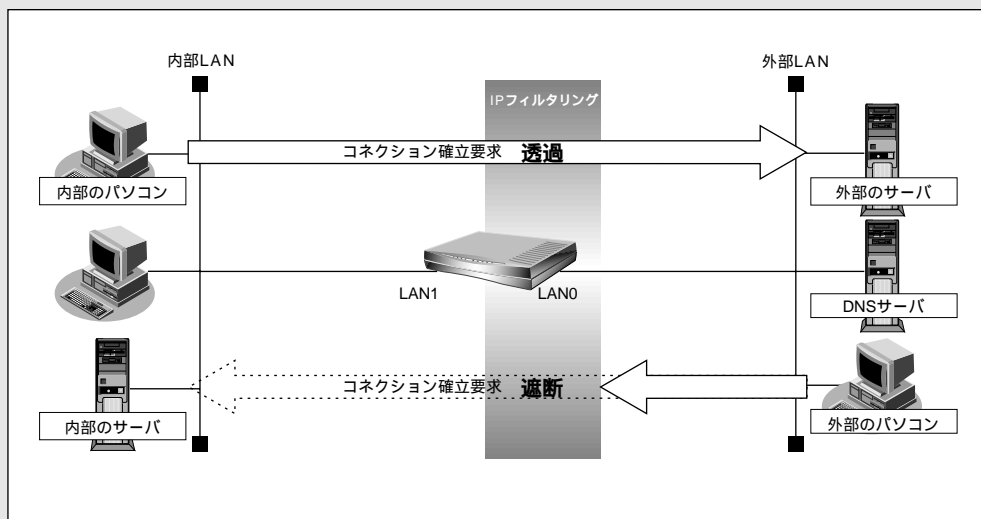 内部LAN
外部LAN
IPフィルタリング
コネクション確立要求 透過
内部のパソコン
外部のサーバ
LAN1
LAN0
DNSサーバ
コネクション確立要求 遮断
内部のサーバ
外部のパソコン